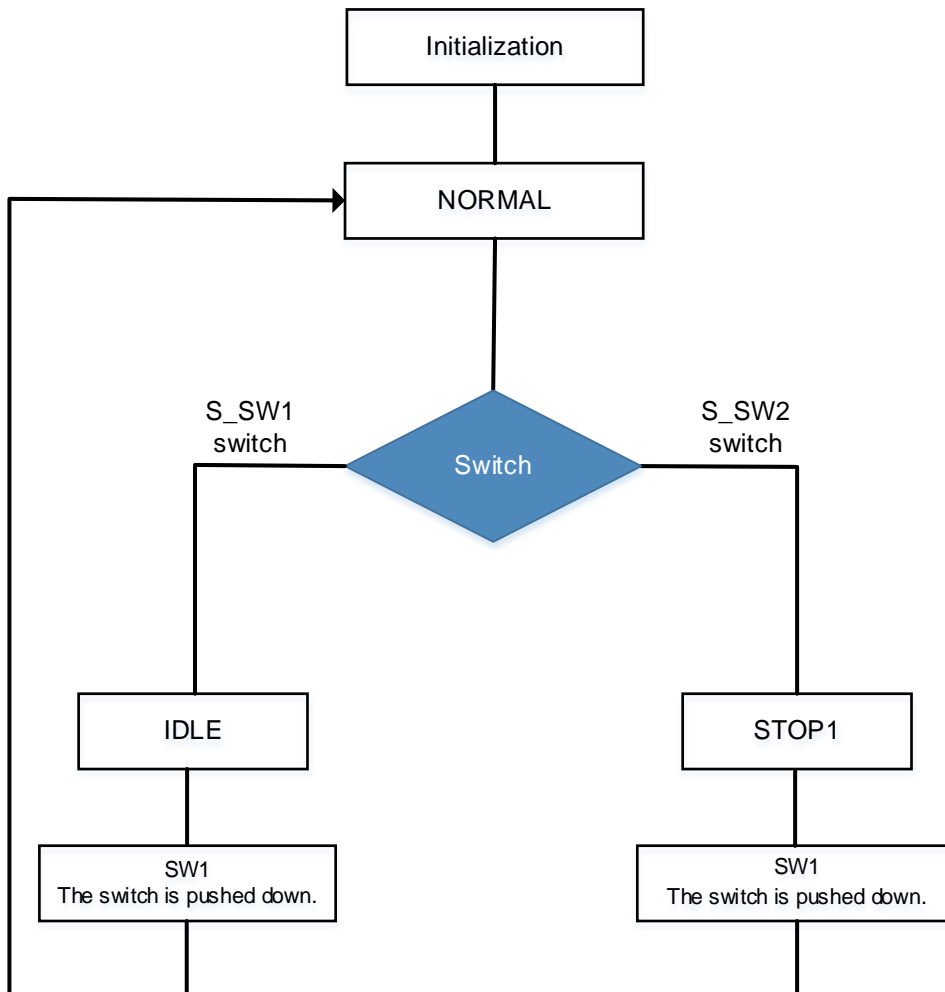 Initialization
NORMAL
S_SW1
switch
Switch
S_SW2
switch
IDLE
STOP1
SW1
The switch is pushed down.
SW1
The switch is pushed down.